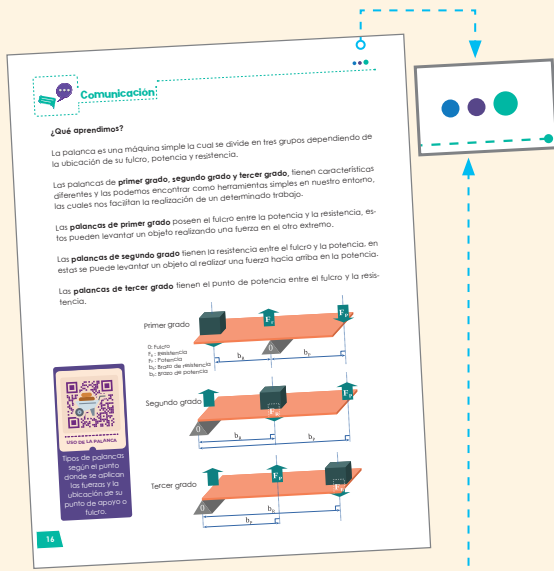 Comunicación
¿Qué aprendimos?
La palanca es una máquina simple la cual se divide en tres grupos dependiendo de
la ubicación de su fulcro, potencia y resistencia.
Las palancas de primer grado, segundo grado y tercer grado, tienen características
diferentes y las podemos encontrar como herramientas simples en nuestro entorno,
las cuales nos facilitan la realización de un determinado trabajo.
Las palancas de primer grado poseen el fulcro entre la potencia y la resistencia, es-
tos pueden levantar un objeto realizando una fuerza en el otro extremo.
Las palancas de segundo grado tienen la resistencia entre el fulcro y la potencia, en
estas se puede levantar un objeto al realizar una fuerza hacia arriba en la potencia.
Las palancas de tercer grado tienen el punto de potencia entre el fulcro y la resis-
tencia.
Primer grado
0: Fulcro
: Resistencia
: Potencia
: Brazo de resistencia
: Brazo de potencia
0
Segundo grado
0
USO DE LA PALANCA
Tipos de palancas
según el punto
donde se aplican
las fuerzas y la
ubicación de su
punto de apoyo o
fulcro.
Tercer grado
0
16